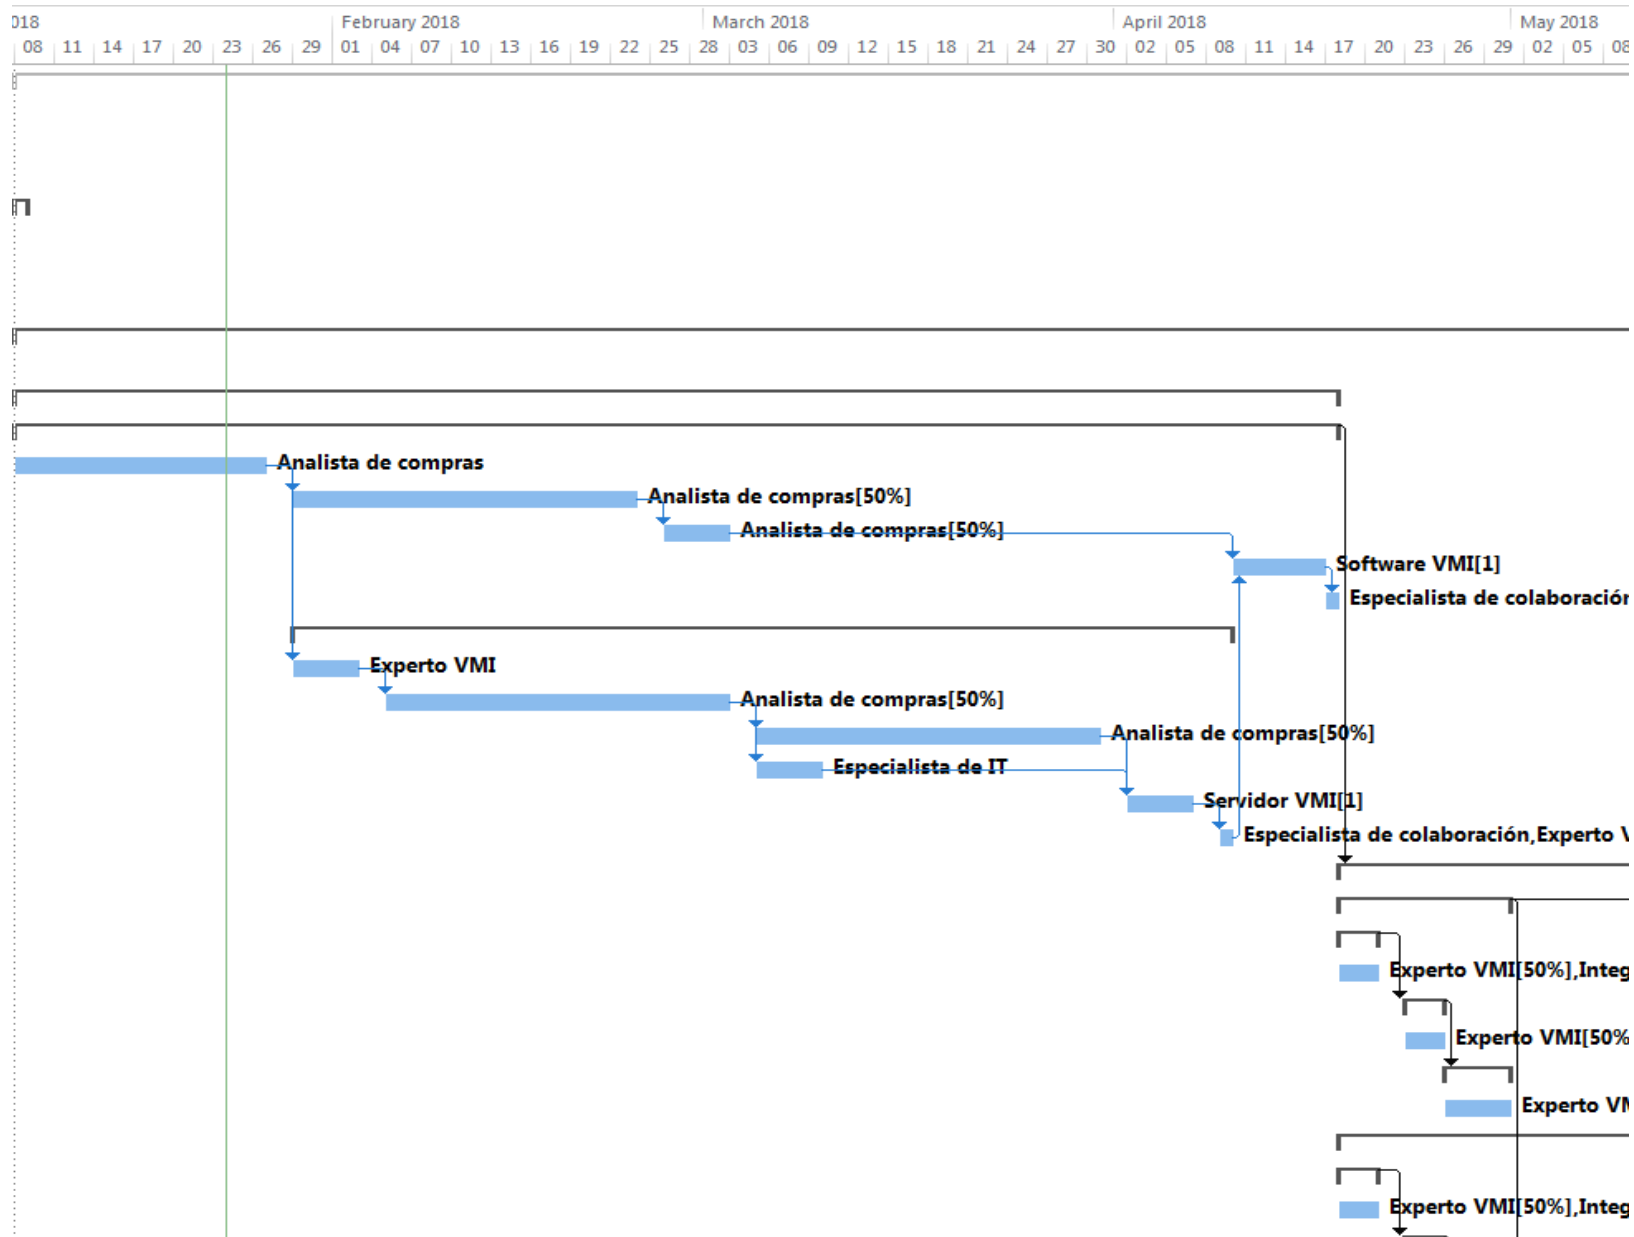 018 February 2018 March 2018 April 2018 May 2018
08 11 14 17 20 23 26 29 01 04 07 10 13 16 19 22 25 28 03 06 09 12 15 18 21 24 27 30 02 05 08 11 14 17 20 23 26 29 02 05 08
Analista de compras
Analista de compras[50%]
Analista de compras[50%]
Software VMI[1]
Especialista de colaboración
Experto VMI
Analista de compras[50%]
Analista de compras[50%]
Especialista de IT
Servidor VMI[1]
Especialista de colaboración,Experto V
Experto VMI[50%],Integ
Experto VMI[50%
Experto VM
Experto VMI[50%],Integ